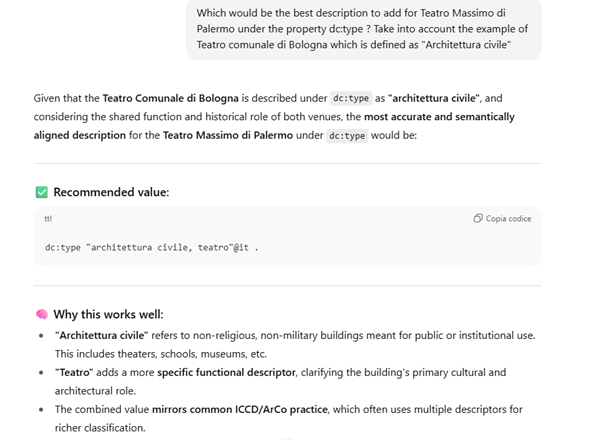 Which would be the best description to add for Teatro Massimo di
Palermo under the property dc:type ? Take into account the example of
Teatro comunale di Bologna which is defined as "Architettura civile"
Given that the Teatro Comunale di Bologna is described under dc:type as "architettura civile", and
considering the shared function and historical role of both venues, the most accurate and semantically
aligned description for the Teatro Massimo di Palermo under dc:type would be:
Recommended value:
ttl
Copia codice
dc:type "architettura civile, teatro"@it .
Why this works well:
• "Architettura civile" refers to non-religious, non-military buildings meant for public or institutional use.
This includes theaters, schools, museums, etc.
• "Teatro" adds a more specific functional descriptor, clarifying the building's primary cultural and
architectural role.
• The combined value mirrors common ICCD/ArCo practice, which often uses multiple descriptors for
richer classification.